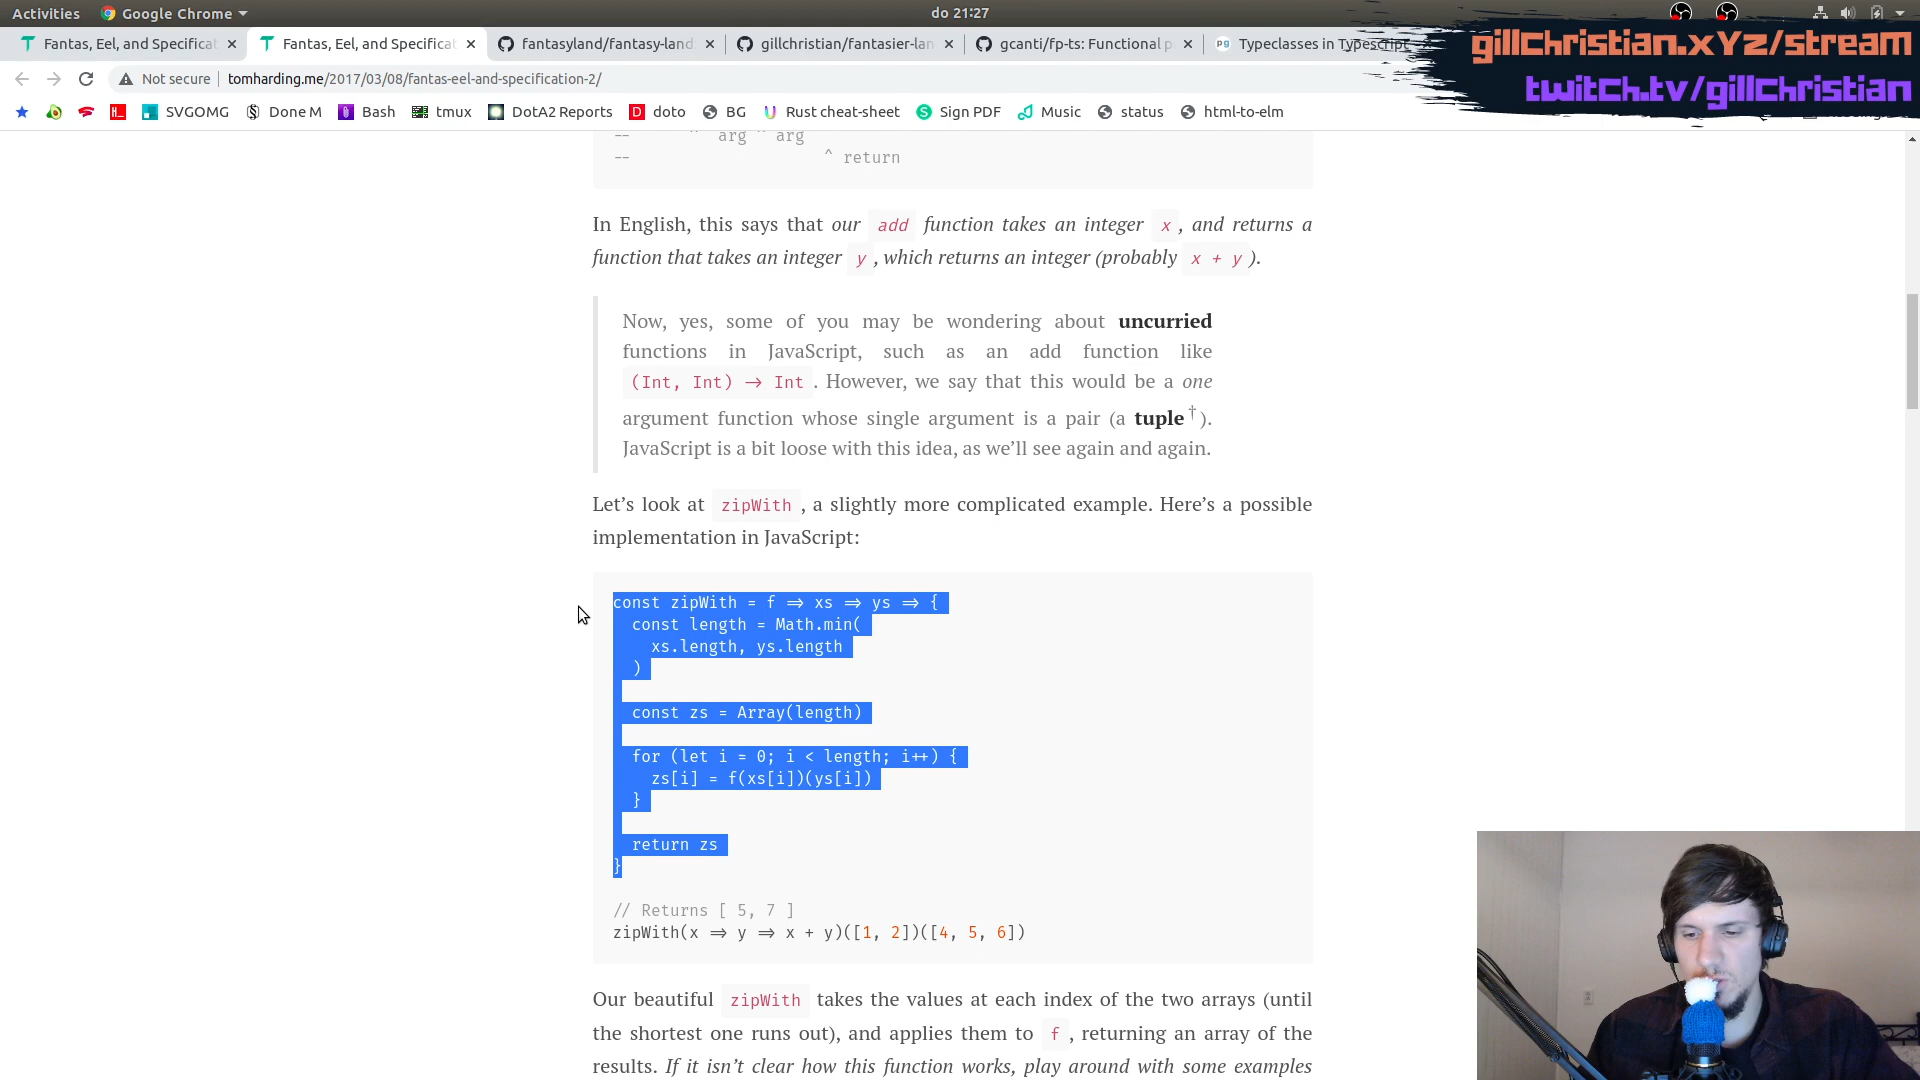 Activities Google Chrome do 21:27
Fantas, Eel, and Specificat Fantas, Eel, and Specificat fantasyland/fantasy-land gillchristian/fantasier-lan gcanti/fp-ts: Functional p Typeclasses in Typescript
gillchristian.xYz/stream
twitch.tv/gillchristian
Not secure tomharding.me/2017/03/08/fantas-eel-and-specification-2/
SVGOMG Done M Bash tmux DotA2 Reports doto BG Rust cheat-sheet Sign PDF Music status html-to-elm
-- ^ arg ^ arg
-- ^ return
In English, this says that our add function takes an integer x, and returns a
function that takes an integer y, which returns an integer (probably x + y).
Now, yes, some of you may be wondering about uncurried
functions in JavaScript, such as an add function like
(Int, Int) -> Int. However, we say that this would be a one
argument function whose single argument is a pair (a tuple†).
JavaScript is a bit loose with this idea, as we’ll see again and again.
Let’s look at zipWith, a slightly more complicated example. Here’s a possible
implementation in JavaScript:
const zipWith = f => xs => ys => {
const length = Math.min(
xs.length, ys.length
)
const zs = Array(length)
for (let i = 0; i < length; i++) {
zs[i] = f(xs[i])(ys[i])
}
return zs
}
// Returns [ 5, 7 ]
zipWith(x => y => x + y)([1, 2])([4, 5, 6])
Our beautiful zipWith takes the values at each index of the two arrays (until
the shortest one runs out), and applies them to f, returning an array of the
results. If it isn’t clear how this function works, play around with some examples